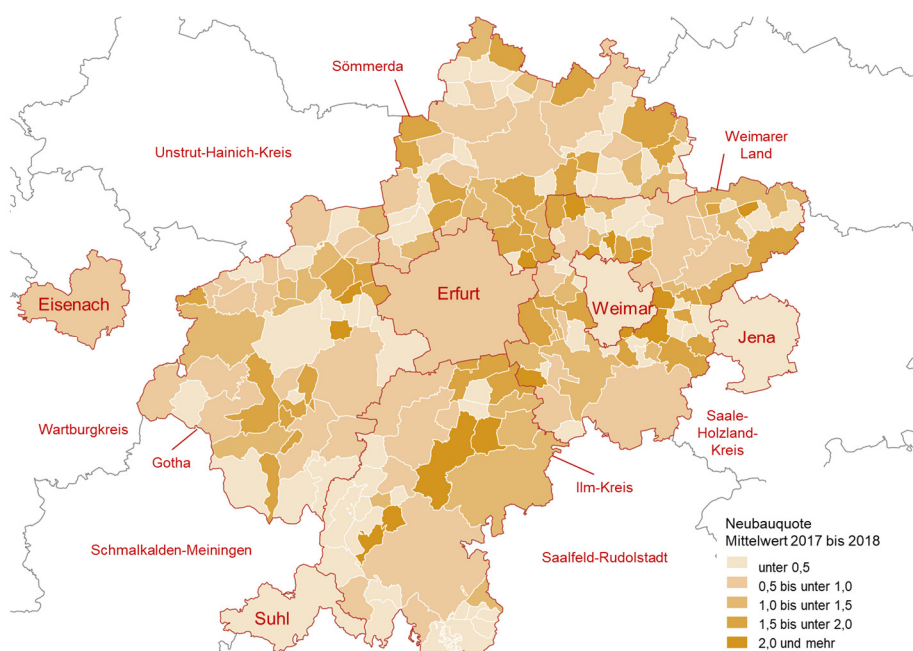 Sömmerda
Unstrut-Hainich-Kreis
Weimarer
Land
Eisenach
Erfurt
Weimar
Jena
Wartburgkreis
Gotha
Saale-
Holzland-
Kreis
Ilm-Kreis
Schmalkalden-Meiningen
Saalfeld-Rudolstadt
Suhl
Neubauquote
Mittelwert 2017 bis 2018
unter 0,5
0,5 bis unter 1,0
1,0 bis unter 1,5
1,5 bis unter 2,0
2,0 und mehr